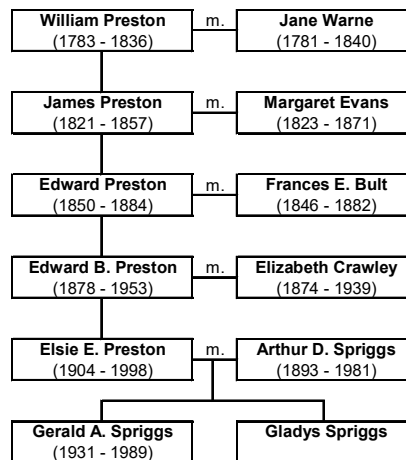 William Preston m. Jane Warne
(1783 - 1836) (1781 - 1840)
James Preston m. Margaret Evans
(1821 - 1857) (1823 - 1871)
Edward Preston m. Frances E. Bult
(1850 - 1884) (1846 - 1882)
Edward B. Preston m. Elizabeth Crawley
(1878 - 1953) (1874 - 1939)
Elsie E. Preston m. Arthur D. Spriggs
(1904 - 1998) (1893 - 1981)
Gerald A. Spriggs Gladys Spriggs
(1931 - 1989)